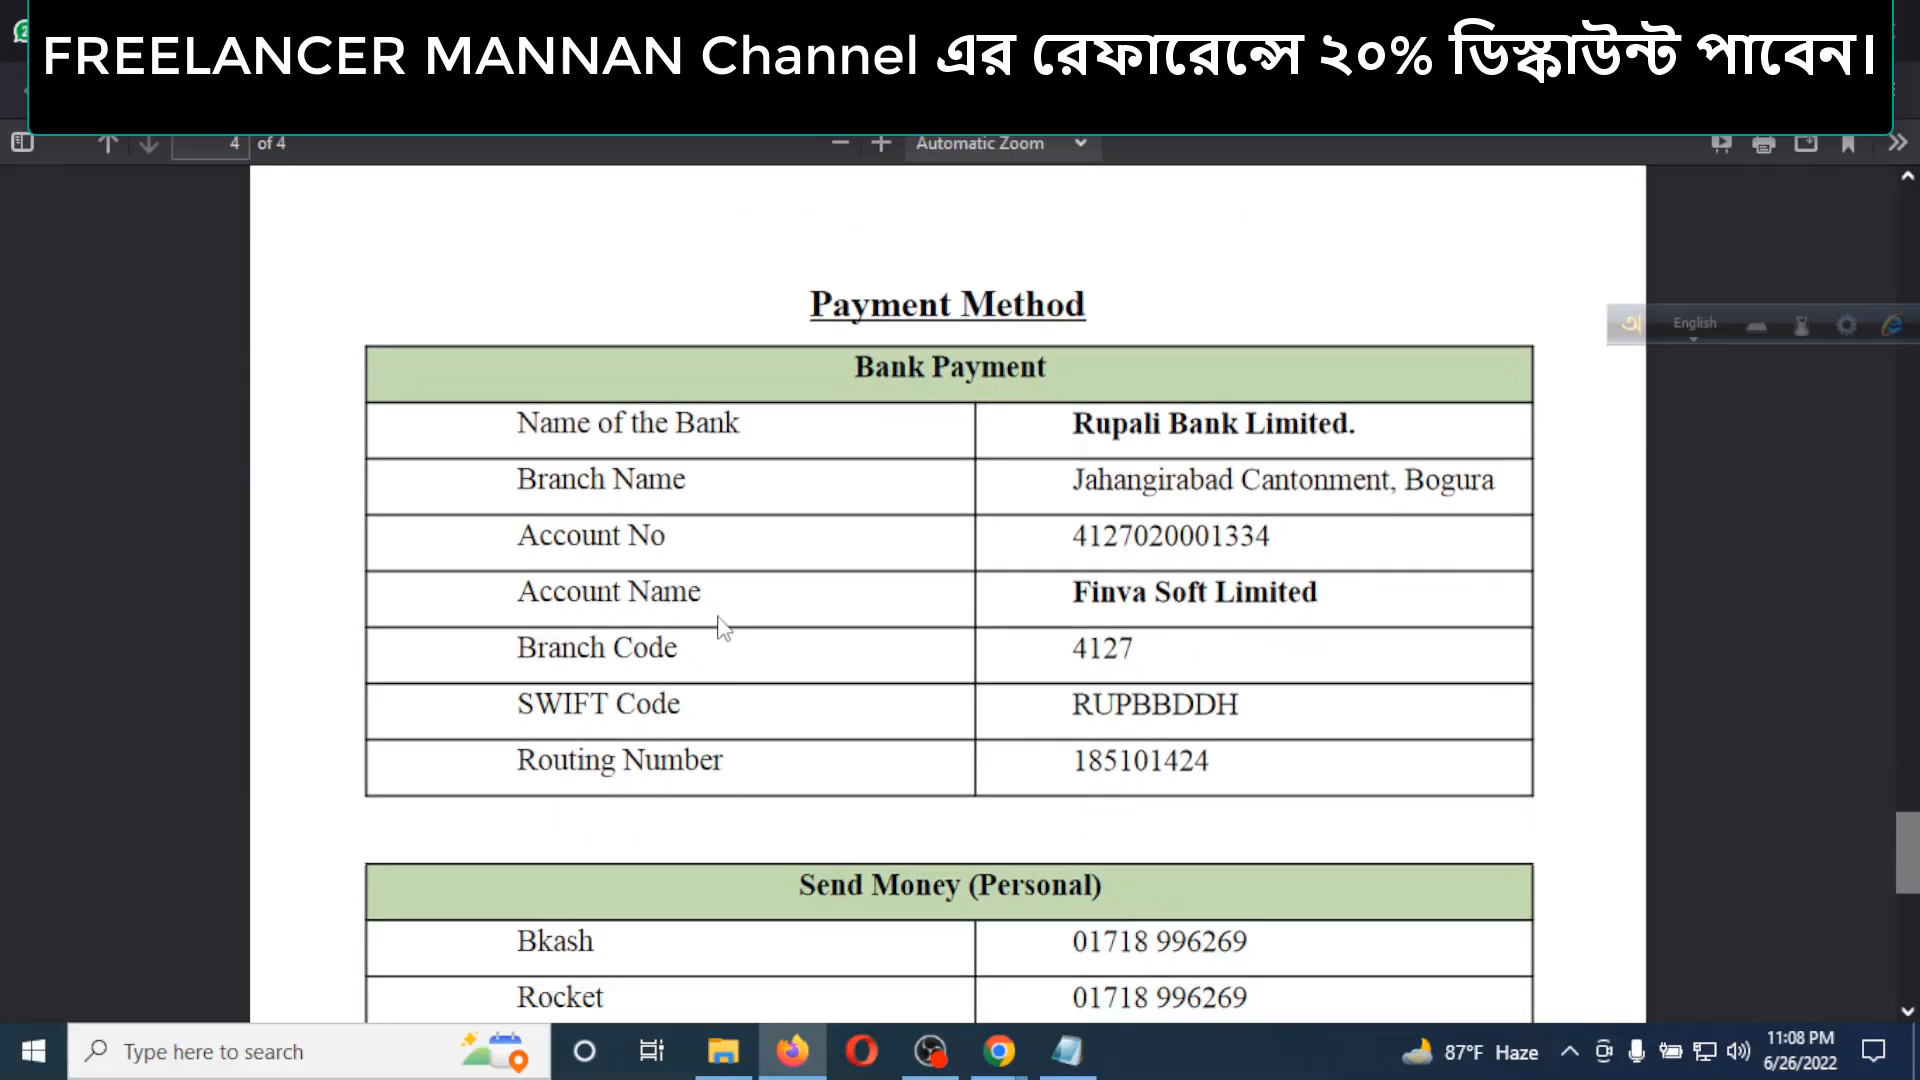 FREELANCER MANNAN Channel এর রেফারেন্সে ২০% ডিস্কাউন্ট পাবেন।
4 of 4
Automatic Zoom
Payment Method
English
Bank Payment
Name of the Bank Rupali Bank Limited.
Branch Name Jahangirabad Cantonment, Bogura
Account No 4127020001334
Account Name Finva Soft Limited
Branch Code 4127
SWIFT Code RUPBBDDH
Routing Number 185101424
Send Money (Personal)
Bkash 01718 996269
Rocket 01718 996269
Type here to search
87°F Haze
11:08 PM
6/26/2022